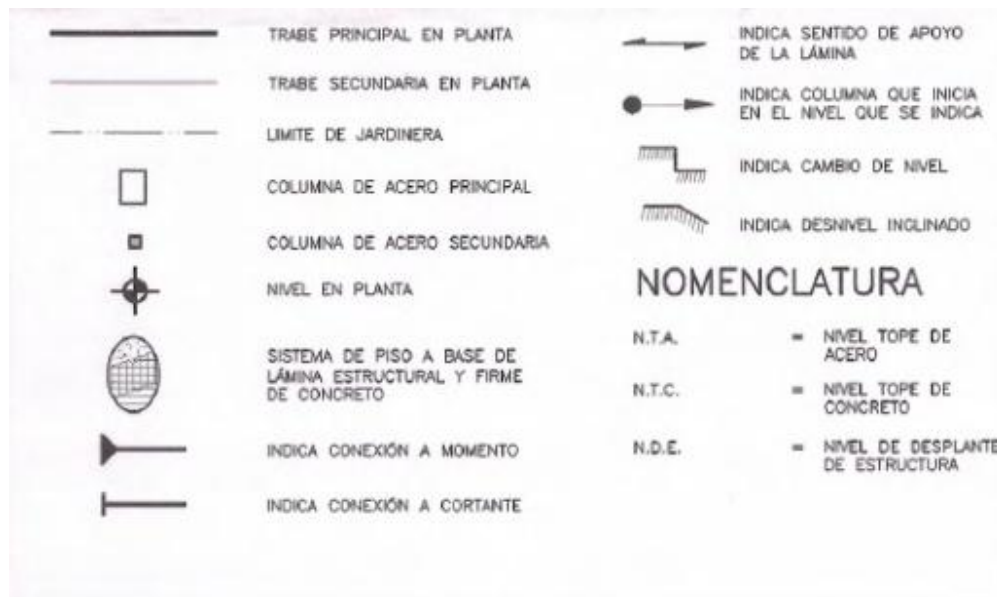 TRABE PRINCIPAL EN PLANTA
TRABE SECUNDARIA EN PLANTA
LIMITE DE JARDINERA
COLUMNA DE ACERO PRINCIPAL
COLUMNA DE ACERO SECUNDARIA
NIVEL EN PLANTA
SISTEMA DE PISO A BASE DE
LÁMINA ESTRUCTURAL Y FIRME
DE CONCRETO
INDICA CONEXIÓN A MOMENTO
INDICA CONEXIÓN A CORTANTE
INDICA SENTIDO DE APOYO
DE LA LÁMINA
INDICA COLUMNA QUE INICIA
EN EL NIVEL QUE SE INDICA
INDICA CAMBIO DE NIVEL
INDICA DESNIVEL INCLINADO
NOMENCLATURA
N.T.A. = NIVEL TOPE DE
ACERO
N.T.C. = NIVEL TOPE DE
CONCRETO
N.D.E. = NIVEL DE DESPLANTE
DE ESTRUCTURA